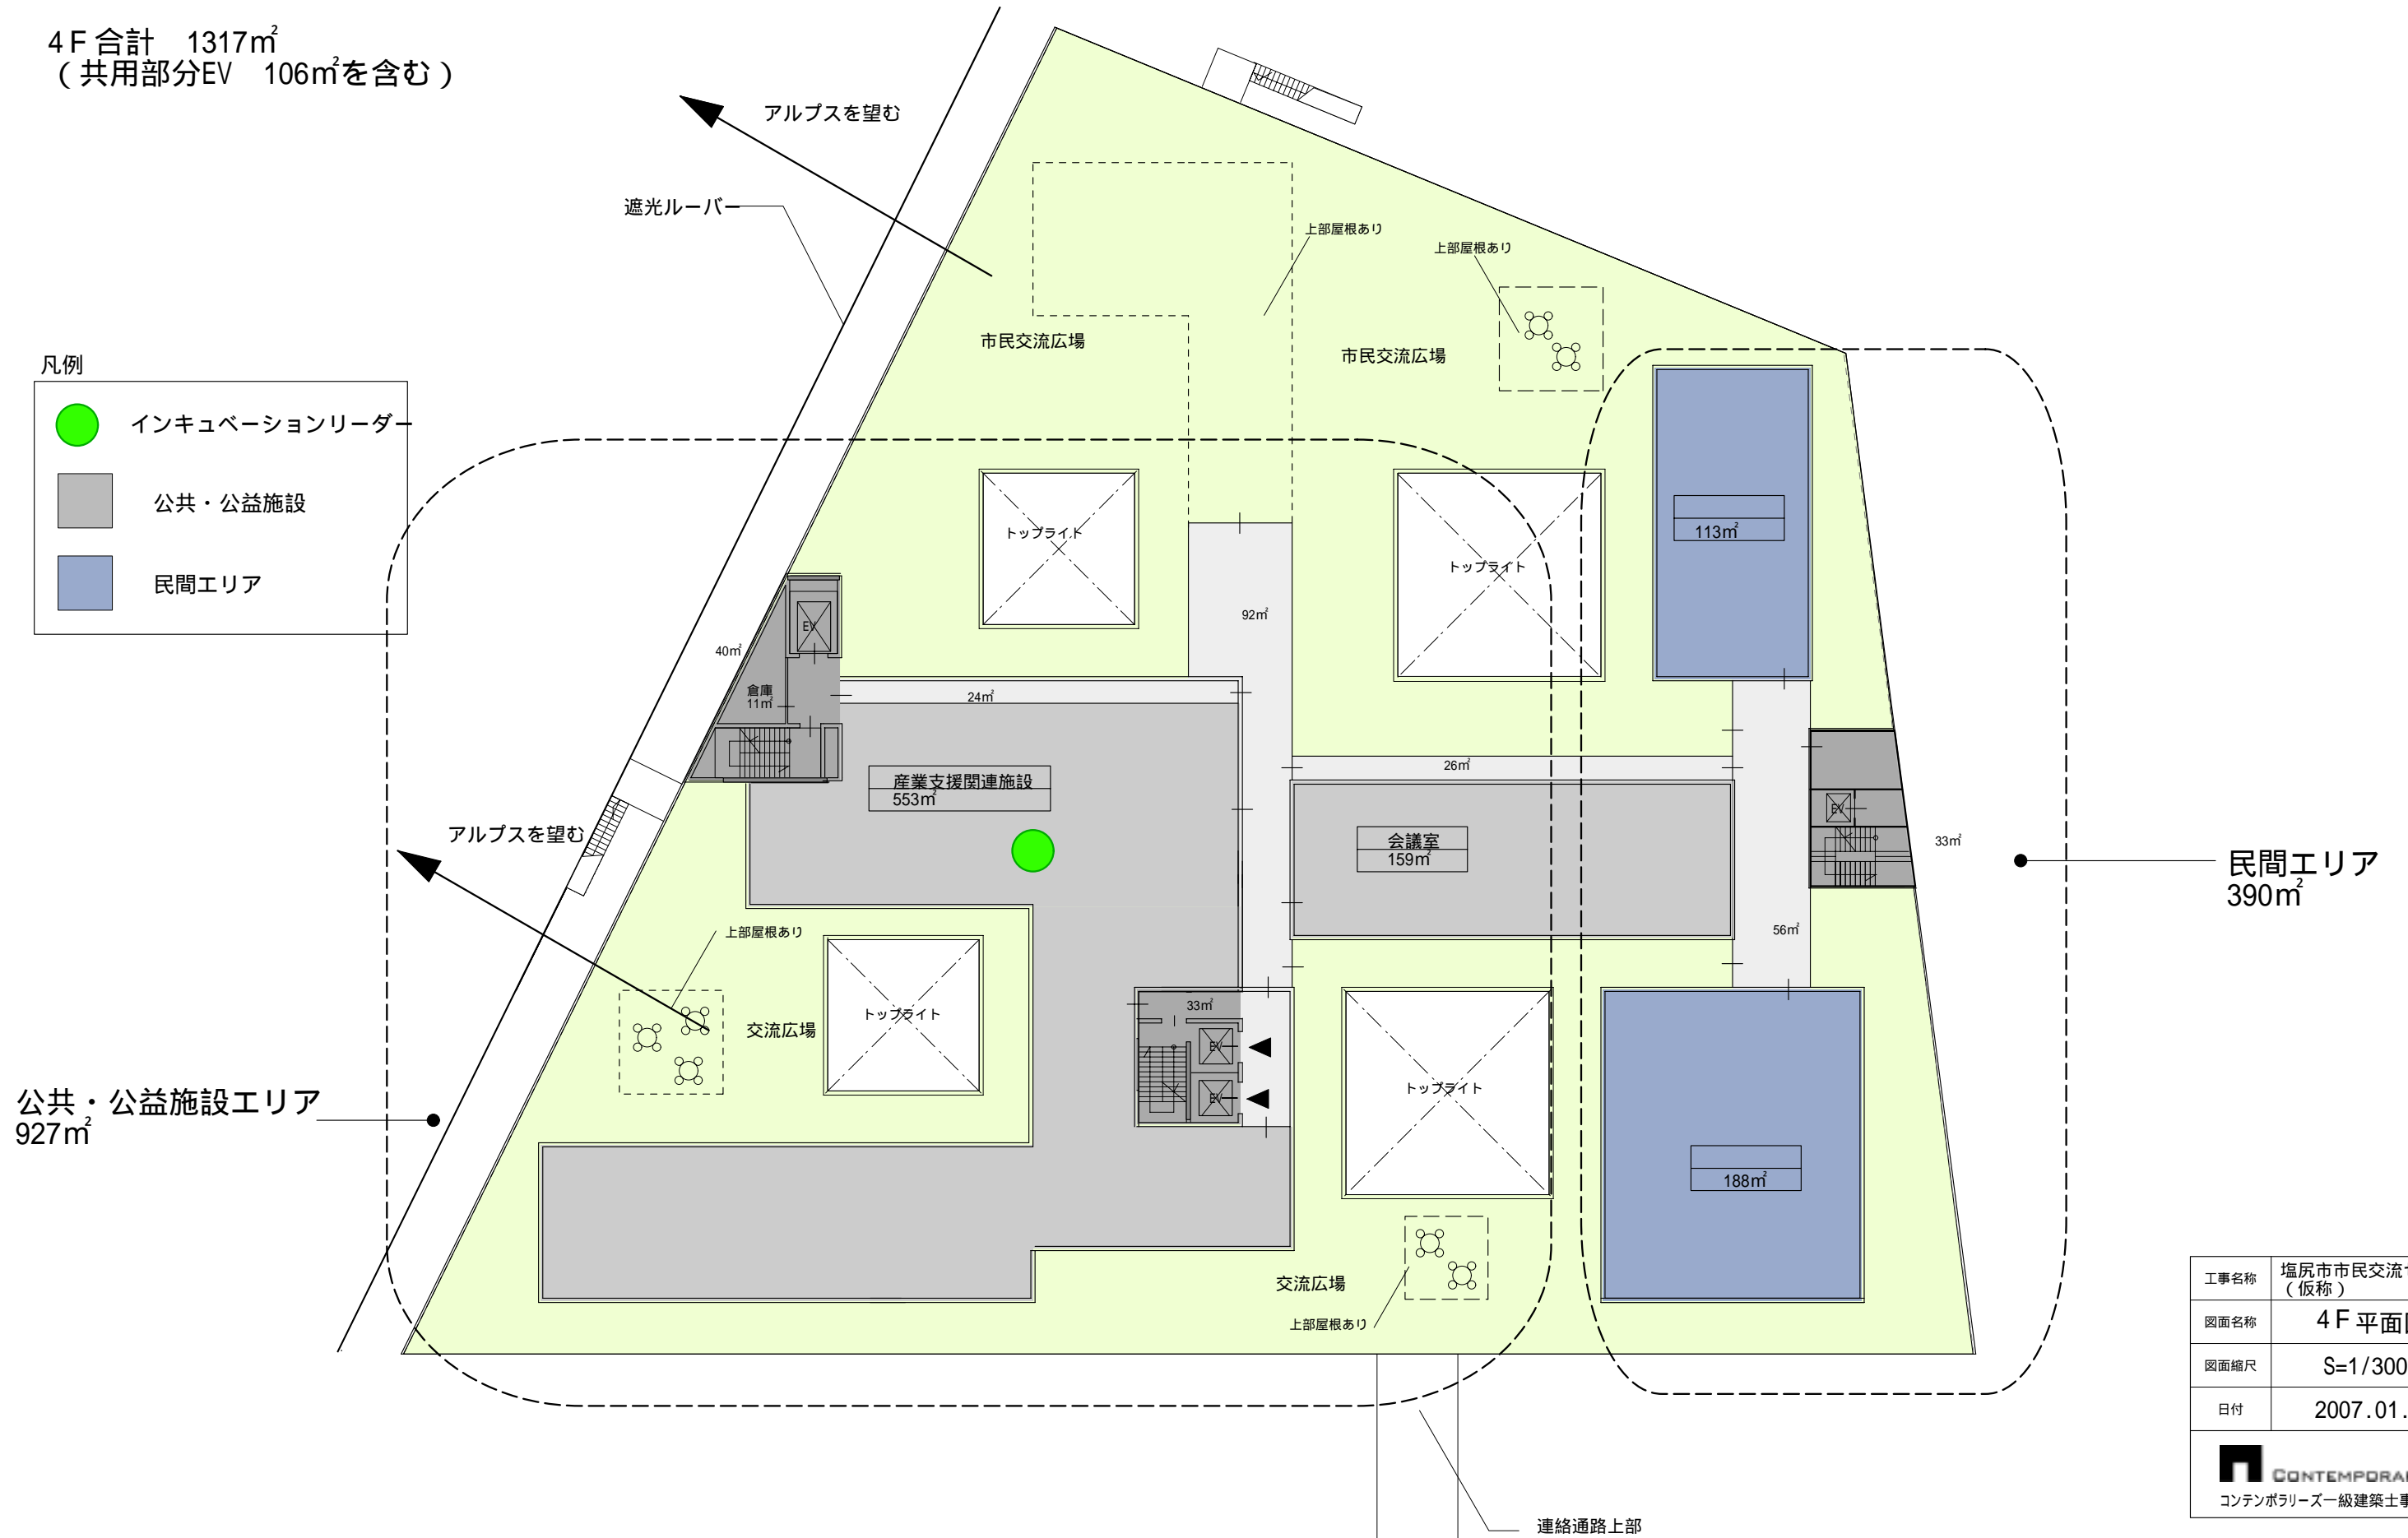 4F合計　1317㎡
（共用部分EV　106㎡を含む）
アルプスを望む
遮光ルーバー
上部屋根あり
上部屋根あり
市民交流広場
市民交流広場
凡例
インキュベーションリーダー
公共・公益施設
民間エリア
トップライト
トップライト
113㎡
92㎡
EV
40㎡
倉庫
11㎡
24㎡
26㎡
産業支援関連施設
553㎡
会議室
159㎡
EV
33㎡
民間エリア
390㎡
アルプスを望む
上部屋根あり
56㎡
交流広場
トップライト
33㎡
EV
EV
トップライト
公共・公益施設エリア
927㎡
188㎡
交流広場
上部屋根あり
連絡通路上部
工事名称
塩尻市市民交流
（仮称）
図面名称
4F平面
図面縮尺
S=1/300
日付
2007.01.
CONTEMPORA
コンテンポラリーズ一級建築士